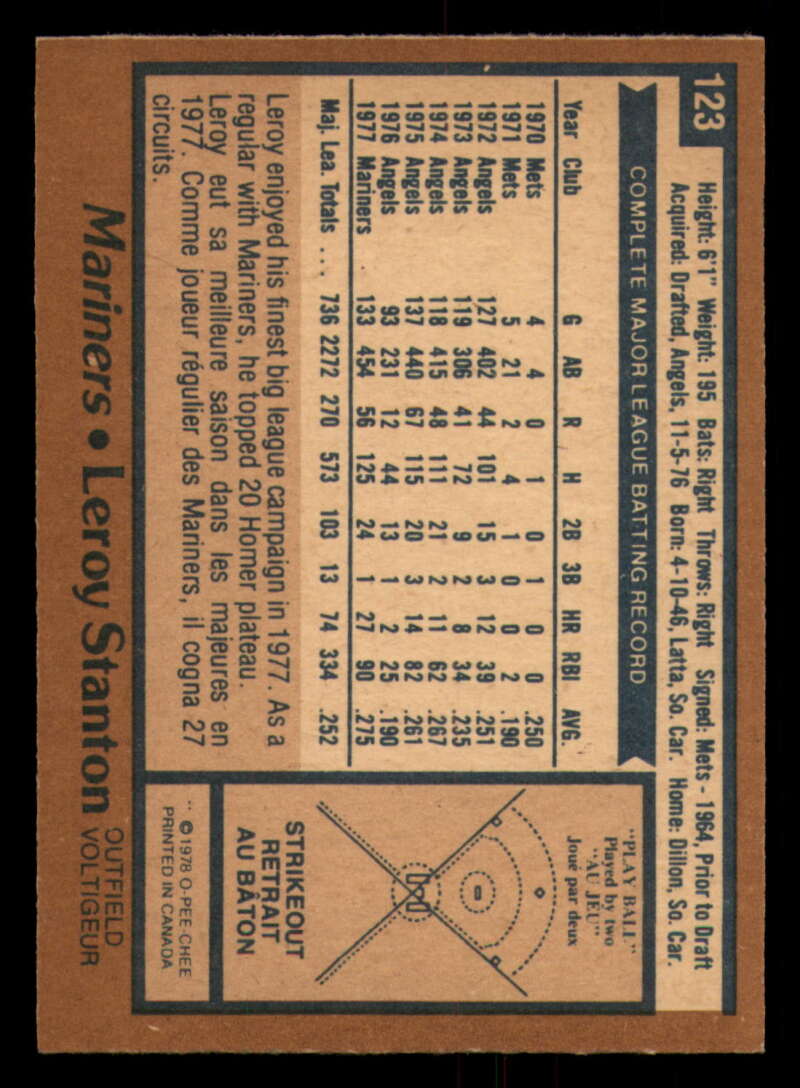 123
Height: 6'1" Weight: 195 Bats: Right Throws: Right Signed: Mets - 1964, Prior to Draft
Acquired: Drafted, Angels, 11-5-76 Born: 4-10-46, Latta, So. Car. Home: Dillon, So. Car.
COMPLETE MAJOR LEAGUE BATTING RECORD
Year Club G AB R H 2B 3B HR RBI AVG.
1970 Mets 4 4 0 1 0 1 0 0 .250
1971 Mets 5 21 2 4 1 0 0 2 .190
1972 Angels 127 402 44 101 15 3 12 39 .251
1973 Angels 119 306 41 72 9 2 8 34 .235
1974 Angels 118 415 48 111 21 2 11 62 .267
1975 Angels 137 440 67 115 20 3 14 82 .261
1976 Angels 93 231 12 44 13 1 2 25 .190
1977 Mariners 133 454 56 125 24 1 27 90 .275
Maj. Lea. Totals ... 736 2272 270 573 103 13 74 334 .252
Leroy enjoyed his finest big league campaign in 1977. As a
regular with Mariners, he topped 20 Homer plateau.
Leroy eut sa meilleure saison dans les majeures en
1977. Comme joueur régulier des Mariners, il cogna 27
circuits.
"PLAY BALL"
Played by two
"AU JEU"
Joué par deux
STRIKEOUT
RETRAIT
AU BÂTON
** © 1978 O-PEE-CHEE
PRINTED IN CANADA
Mariners • Leroy Stanton OUTFIELD
VOLTIGEUR